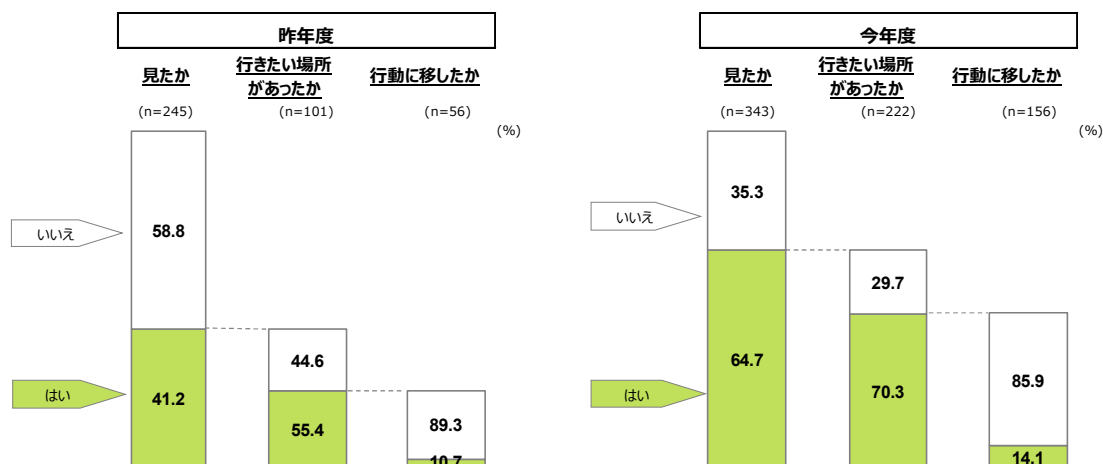 昨年度
見たか
行きたい場所
があったか
行動に移したか
(n=245)
(n=101)
(n=56)
(%)
いいえ
はい
58.8
41.2
44.6
55.4
89.3
10.7
今年度
見たか
行きたい場所
があったか
行動に移したか
(n=343)
(n=222)
(n=156)
(%)
いいえ
はい
35.3
64.7
29.7
70.3
85.9
14.1